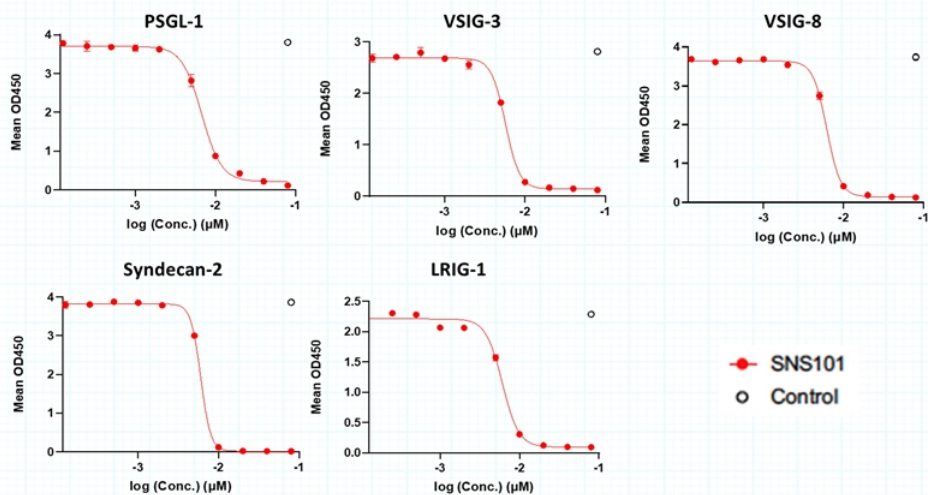 PSGL-1
Mean OD450
4
3
2
1
0
-3
-2
-1
log (Conc.) (µM)
VSIG-3
Mean OD450
3
2
1
0
-3
-2
-1
log (Conc.) (µM)
VSIG-8
Mean OD450
4
3
2
1
0
-3
-2
-1
log (Conc.) (µM)
Syndecan-2
Mean OD450
4
3
2
1
0
-3
-2
-1
log (Conc.) (µM)
LRIG-1
Mean OD450
2.5
2.0
1.5
1.0
0.5
0.0
-3
-2
-1
log (Conc.) (µM)
SNS101
Control